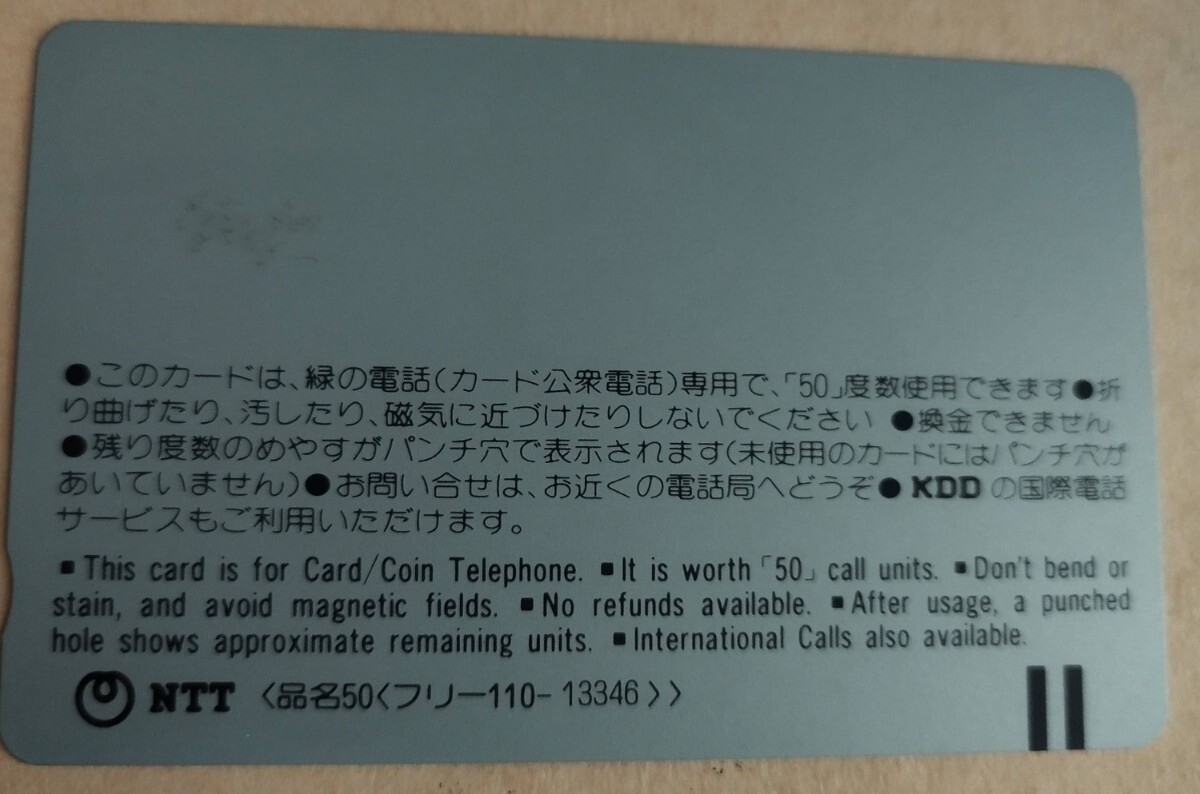 ●このカードは、緑の電話(カード公衆電話)専用で、「50」度数使用できます●折
り曲げたり、汚したり、磁気に近づけたりしないでください ●換金できません
●残り度数のめやすがパンチ穴で表示されます(未使用のカードにはパンチ穴が
あいていません)●お問い合せは、お近くの電話局へどうぞ● KDD の国際電話
サービスもご利用いただけます。
▪This card is for Card/Coin Telephone. ▪It is worth「50」call units. ▪Don't bend or
stain, and avoid magnetic fields. ▪No refunds available. ▪After usage, a punched
hole shows approximate remaining units. ▪International Calls also available.
NTT 〈品名50〈フリー110-13346〉〉